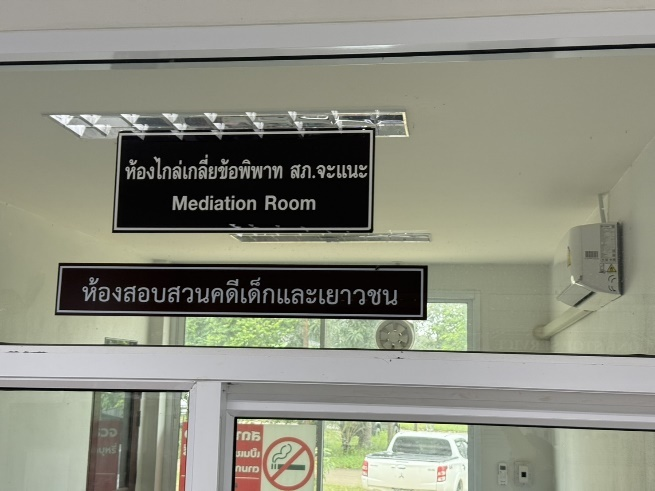 ห้องไกล่เกลี่ยข้อพิพาท สภ.จะแนะ
Mediation Room
ห้องสอบสวนคดีเด็กและเยาวชน